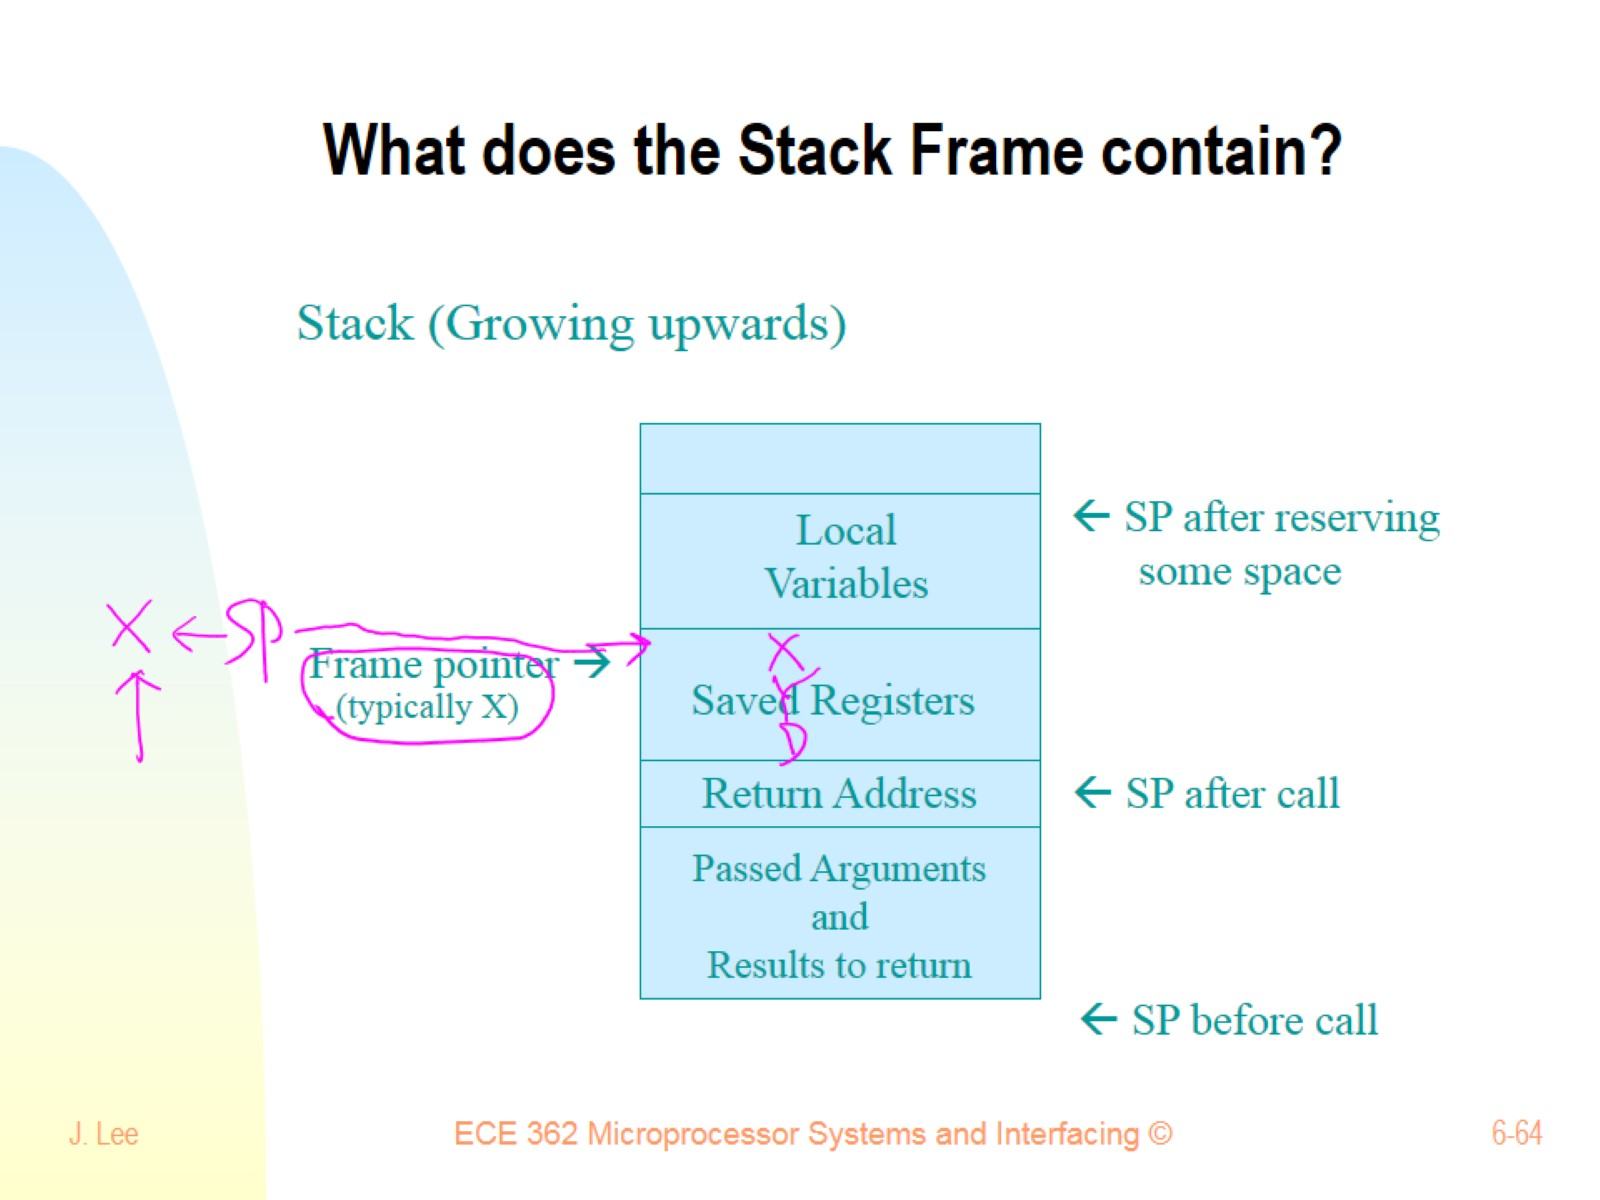 What does the Stack Frame contain?
Stack (Growing upwards)
Local
Variables
← SP after reserving
some space
X ← SP
Frame pointer →
(typically X)
X
Y
D
Saved Registers
Return Address
← SP after call
Passed Arguments
and
Results to return
← SP before call
J. Lee
ECE 362 Microprocessor Systems and Interfacing ©
6-64